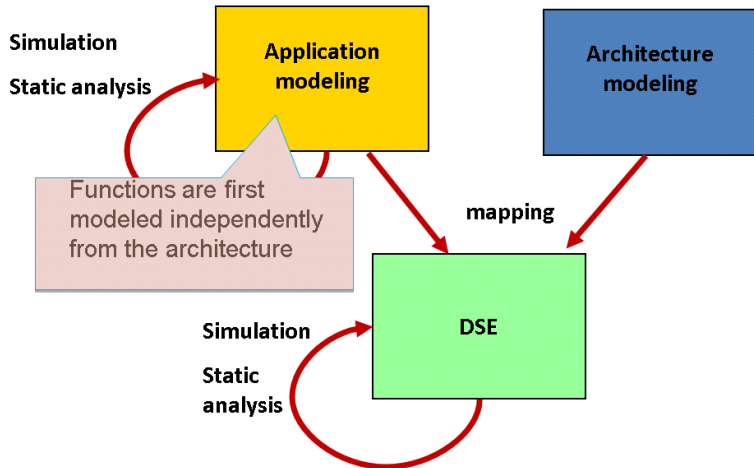 Simulation
Static analysis
Application
modeling
Architecture
modeling
Functions are first
modeled independently
from the architecture
mapping
Simulation
Static
analysis
DSE